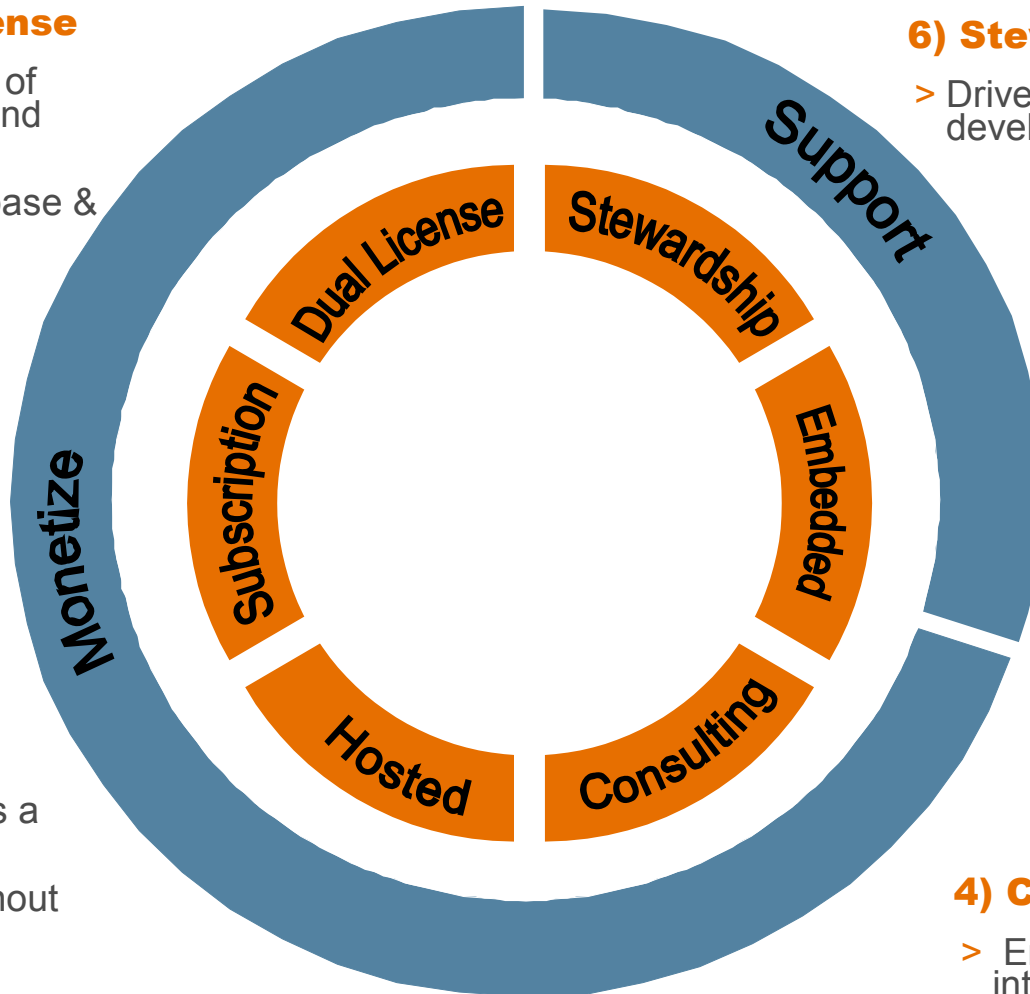 ense
of
nd
ase &
6) Ste
> Drive
devel
Support
Dual License
Stewardship
Subscription
Embedded
Monetize
Hosted
Consulting
s a
hout
4) C
> E
int